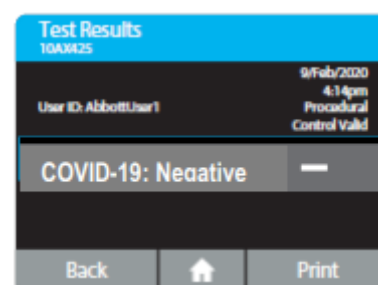 Test Results
10AX425
9/Feb/2020
4:14pm
User ID: AbbottUser1
Procedural
Control Valid
COVID-19: Negative
Back
Print